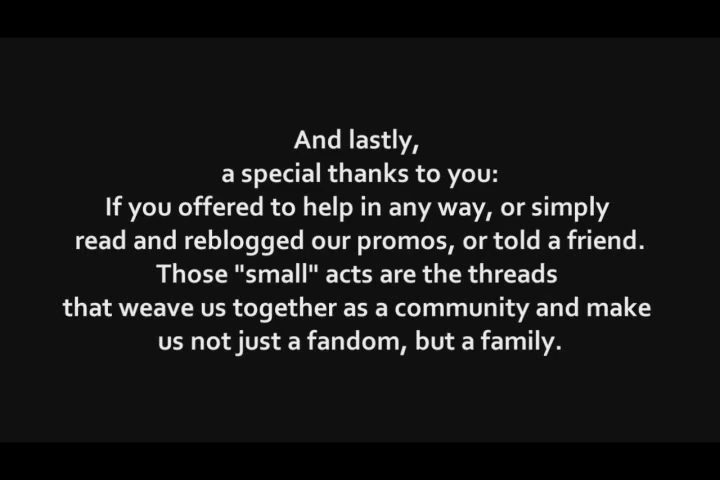 And lastly,
a special thanks to you:
If you offered to help in any way, or simply
read and reblogged our promos, or told a friend.
Those "small" acts are the threads
that weave us together as a community and make
us not just a fandom, but a family.